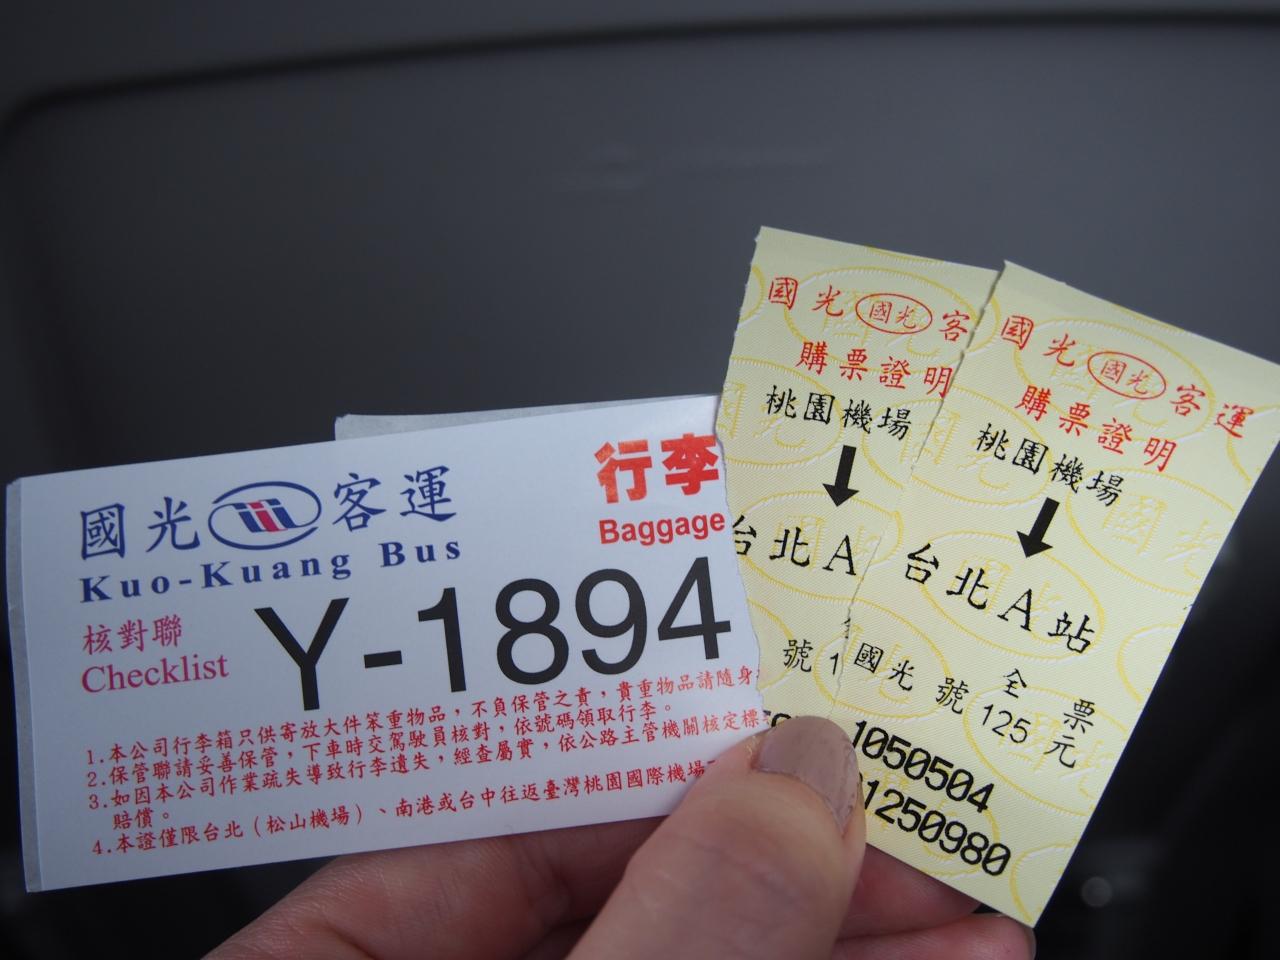 國光客運
Kuo-Kuang Bus
行李
Baggage
核對聯
Checklist
Y-1894
1.本公司行李箱只供寄放大件笨重物品，不負保管之責，貴重物品請隨身
2.保管聯請妥善保管，下車時交駕駛員核對，依號碼領取行李。
3.如因本公司作業疏失導致行李遺失，經查屬實，依公路主管機關核定標
賠償。
4.本證僅限台北（松山機場）、南港或台中往返臺灣桃園國際機場
國光 國光 客
購票證明
桃園機場
↓
台北A
號 1
國光 國光 客運
購票證明
桃園機場
↓
台北A站
全票
國光號 125元
1050504
1250980